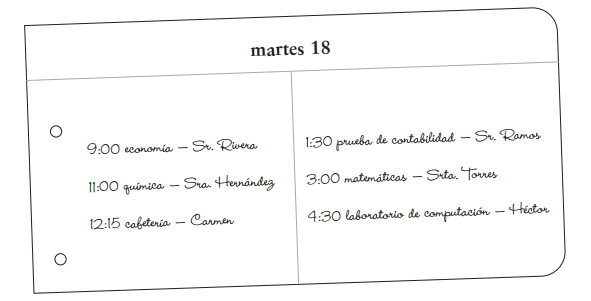 martes 18
9:00 economía – Sr. Rivera
11:00 química – Sra. Hernández
12:15 cafetería – Carmen
1:30 prueba de contabilidad – Sr. Ramos
3:00 matemáticas – Srta. Torres
4:30 laboratorio de computación – Héctor